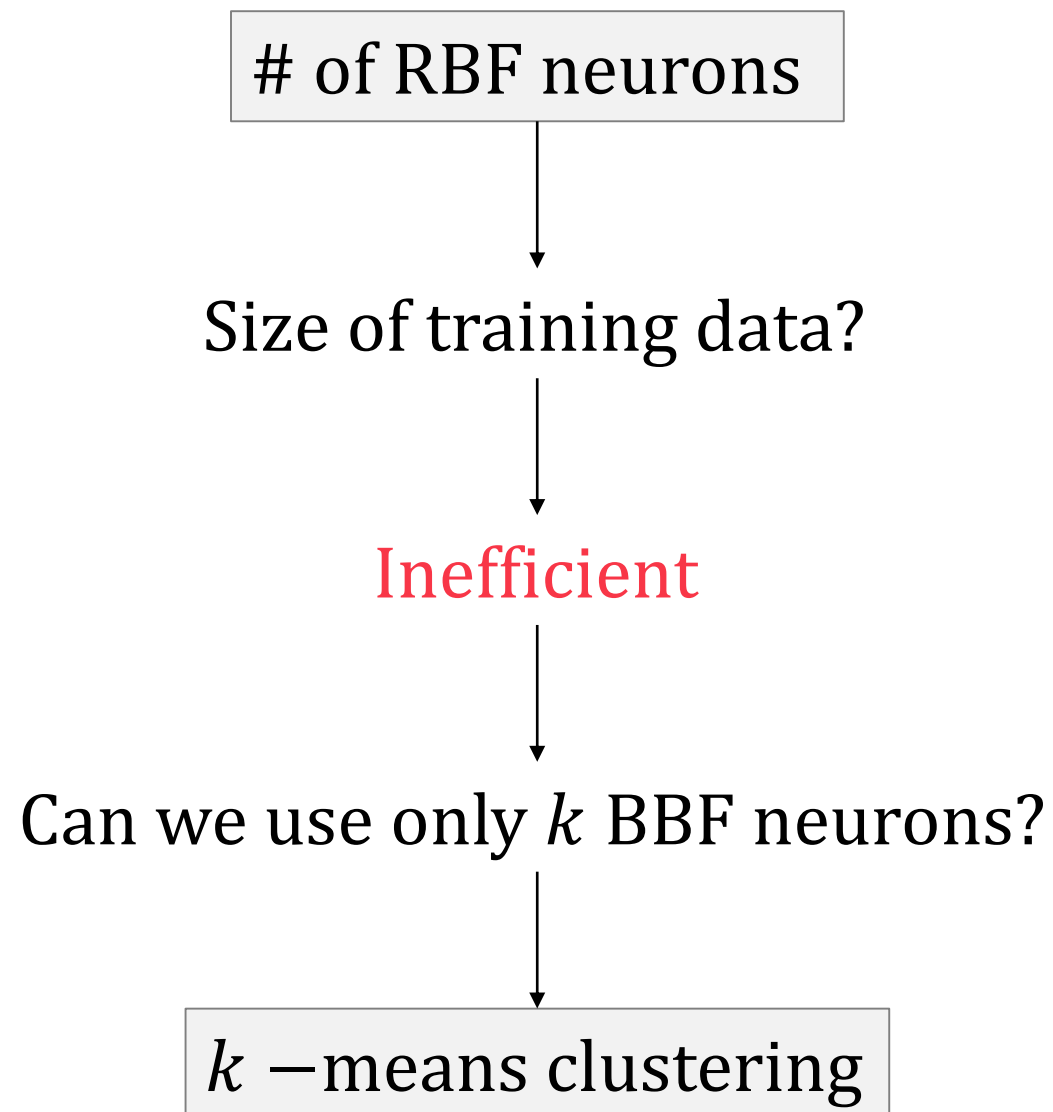 # of RBF neurons
Size of training data?
Inefficient
Can we use only k BBF neurons?
k −means clustering